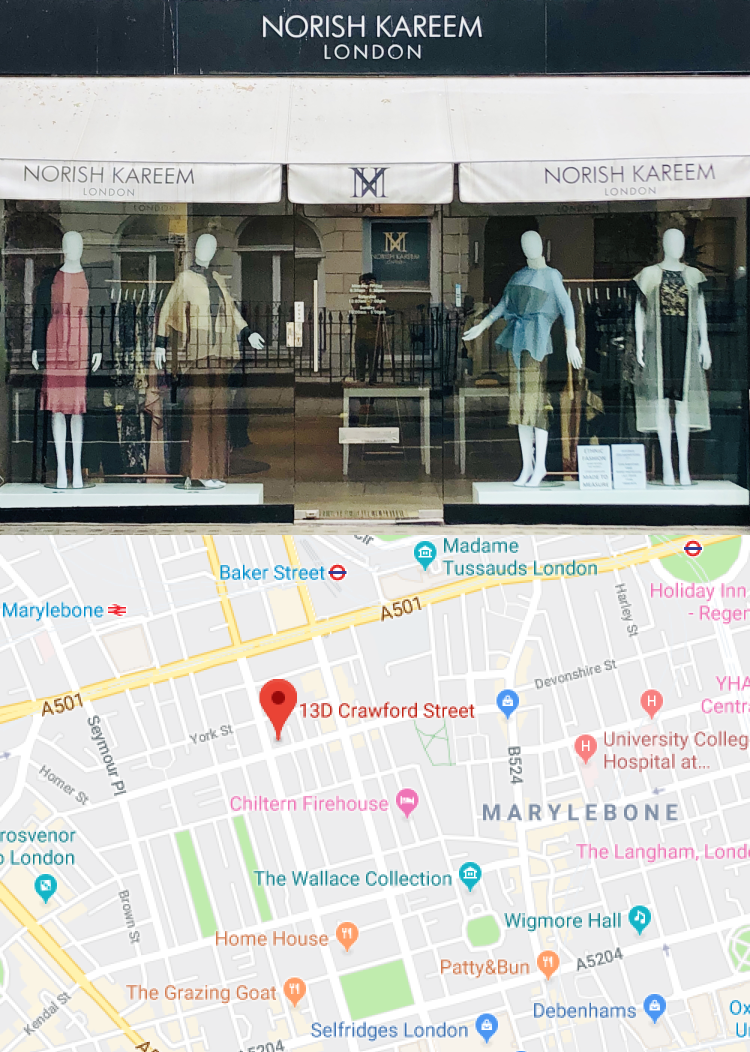 NORISH KAREEM
LONDON
NORISH KAREEM
LONDON
NORISH KAREEM
LONDON
LONDON
NORISH KAREEM
ETHNIC
FASHION
MADE TO
MEASURE
Madame
Tussauds London
Baker Street
Marylebone
A501
Harley St
Holiday Inn
- Regen
A501
13D Crawford Street
Devonshire St
YHA
Centra
York St
Seymour Pl
B524
University Colleg
Hospital at...
Homer St
Chiltern Firehouse
MARYLEBONE
rosvenor
o London
The Langham, Londo
The Wallace Collection
Brown St
Wigmore Hall
Home House
Patty&Bun
A5204
The Grazing Goat
Debenhams
Kendal St
Selfridges London
A5204